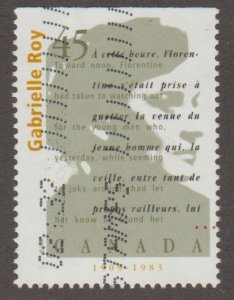 Gabrielle Roy
45
À cette heure, Floren-
Toward noon, Florentine
tine s'était prise à
had taken to watching out
guetter la venue du
for the young man who,
jeune homme qui, la
yesterday, while seeming
veille, entre tant de
to joke around, had let
propos railleurs, lui
her know he found her
CANADA
1909-1983